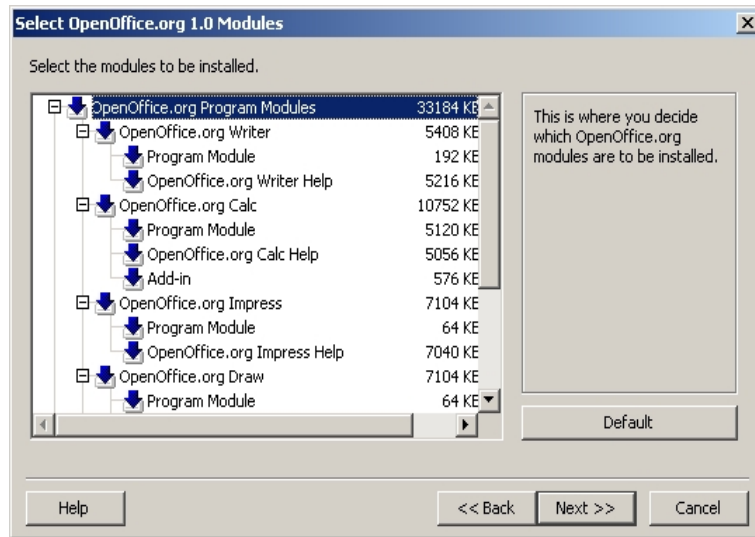 Select OpenOffice.org 1.0 Modules
Select the modules to be installed.
OpenOffice.org Program Modules 33184 KB
OpenOffice.org Writer 5408 KB
Program Module 192 KB
OpenOffice.org Writer Help 5216 KB
OpenOffice.org Calc 10752 KB
Program Module 5120 KB
OpenOffice.org Calc Help 5056 KB
Add-in 576 KB
OpenOffice.org Impress 7104 KB
Program Module 64 KB
OpenOffice.org Impress Help 7040 KB
OpenOffice.org Draw 7104 KB
Program Module 64 KB
This is where you decide
which OpenOffice.org
modules are to be installed.
Default
Help
<< Back
Next >>
Cancel